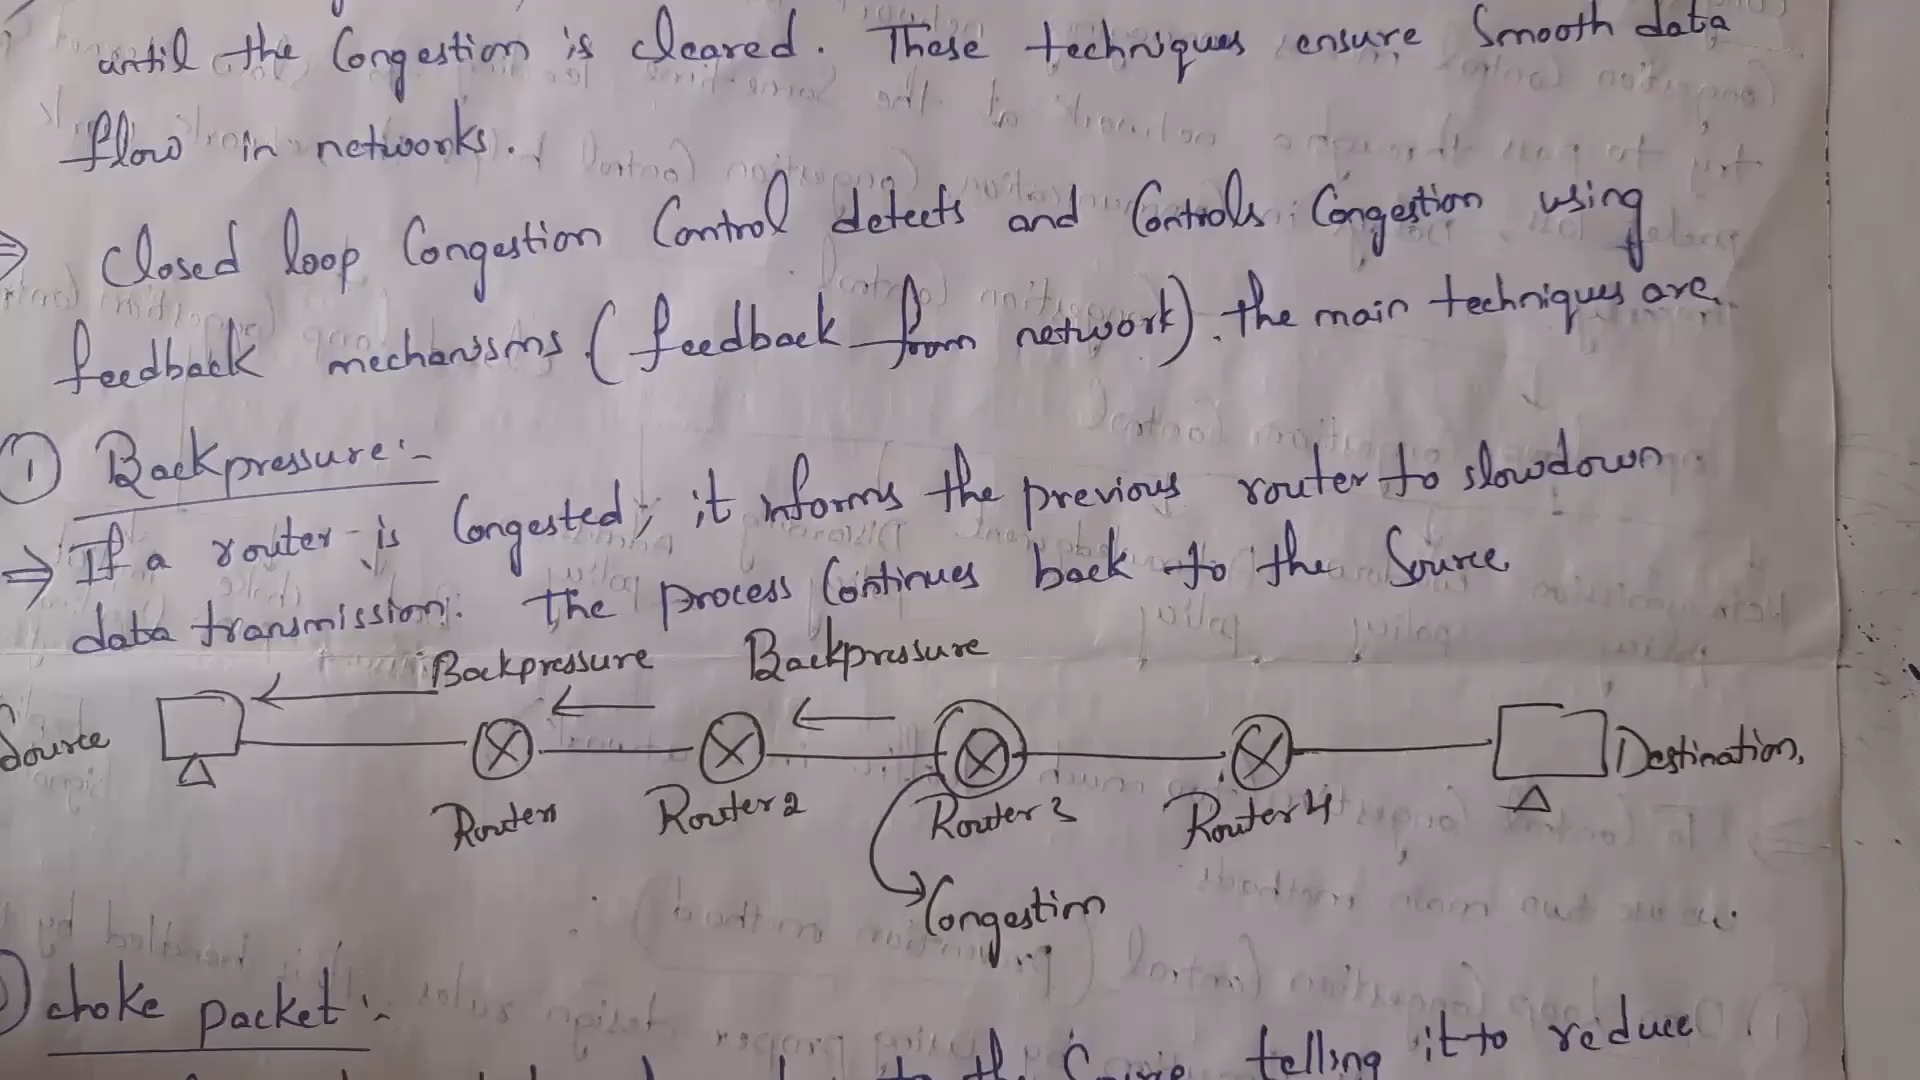 until the Congestion is cleared. These techniques ensure Smooth data
flow in networks.
⇒ Closed loop Congestion Control detects and Controls Congestion using
feedback mechanisms (feedback from network). the main techniques are
① Backpressure:-
⇒ If a router is Congested, it informs the previous router to slowdown
data transmission. the process Continues back to the Source
Backpressure Backpressure
Source Destination.
Router1 Router 2 Router 3 Router 4
Congestion
choke packet:-
to the telling it to reduce